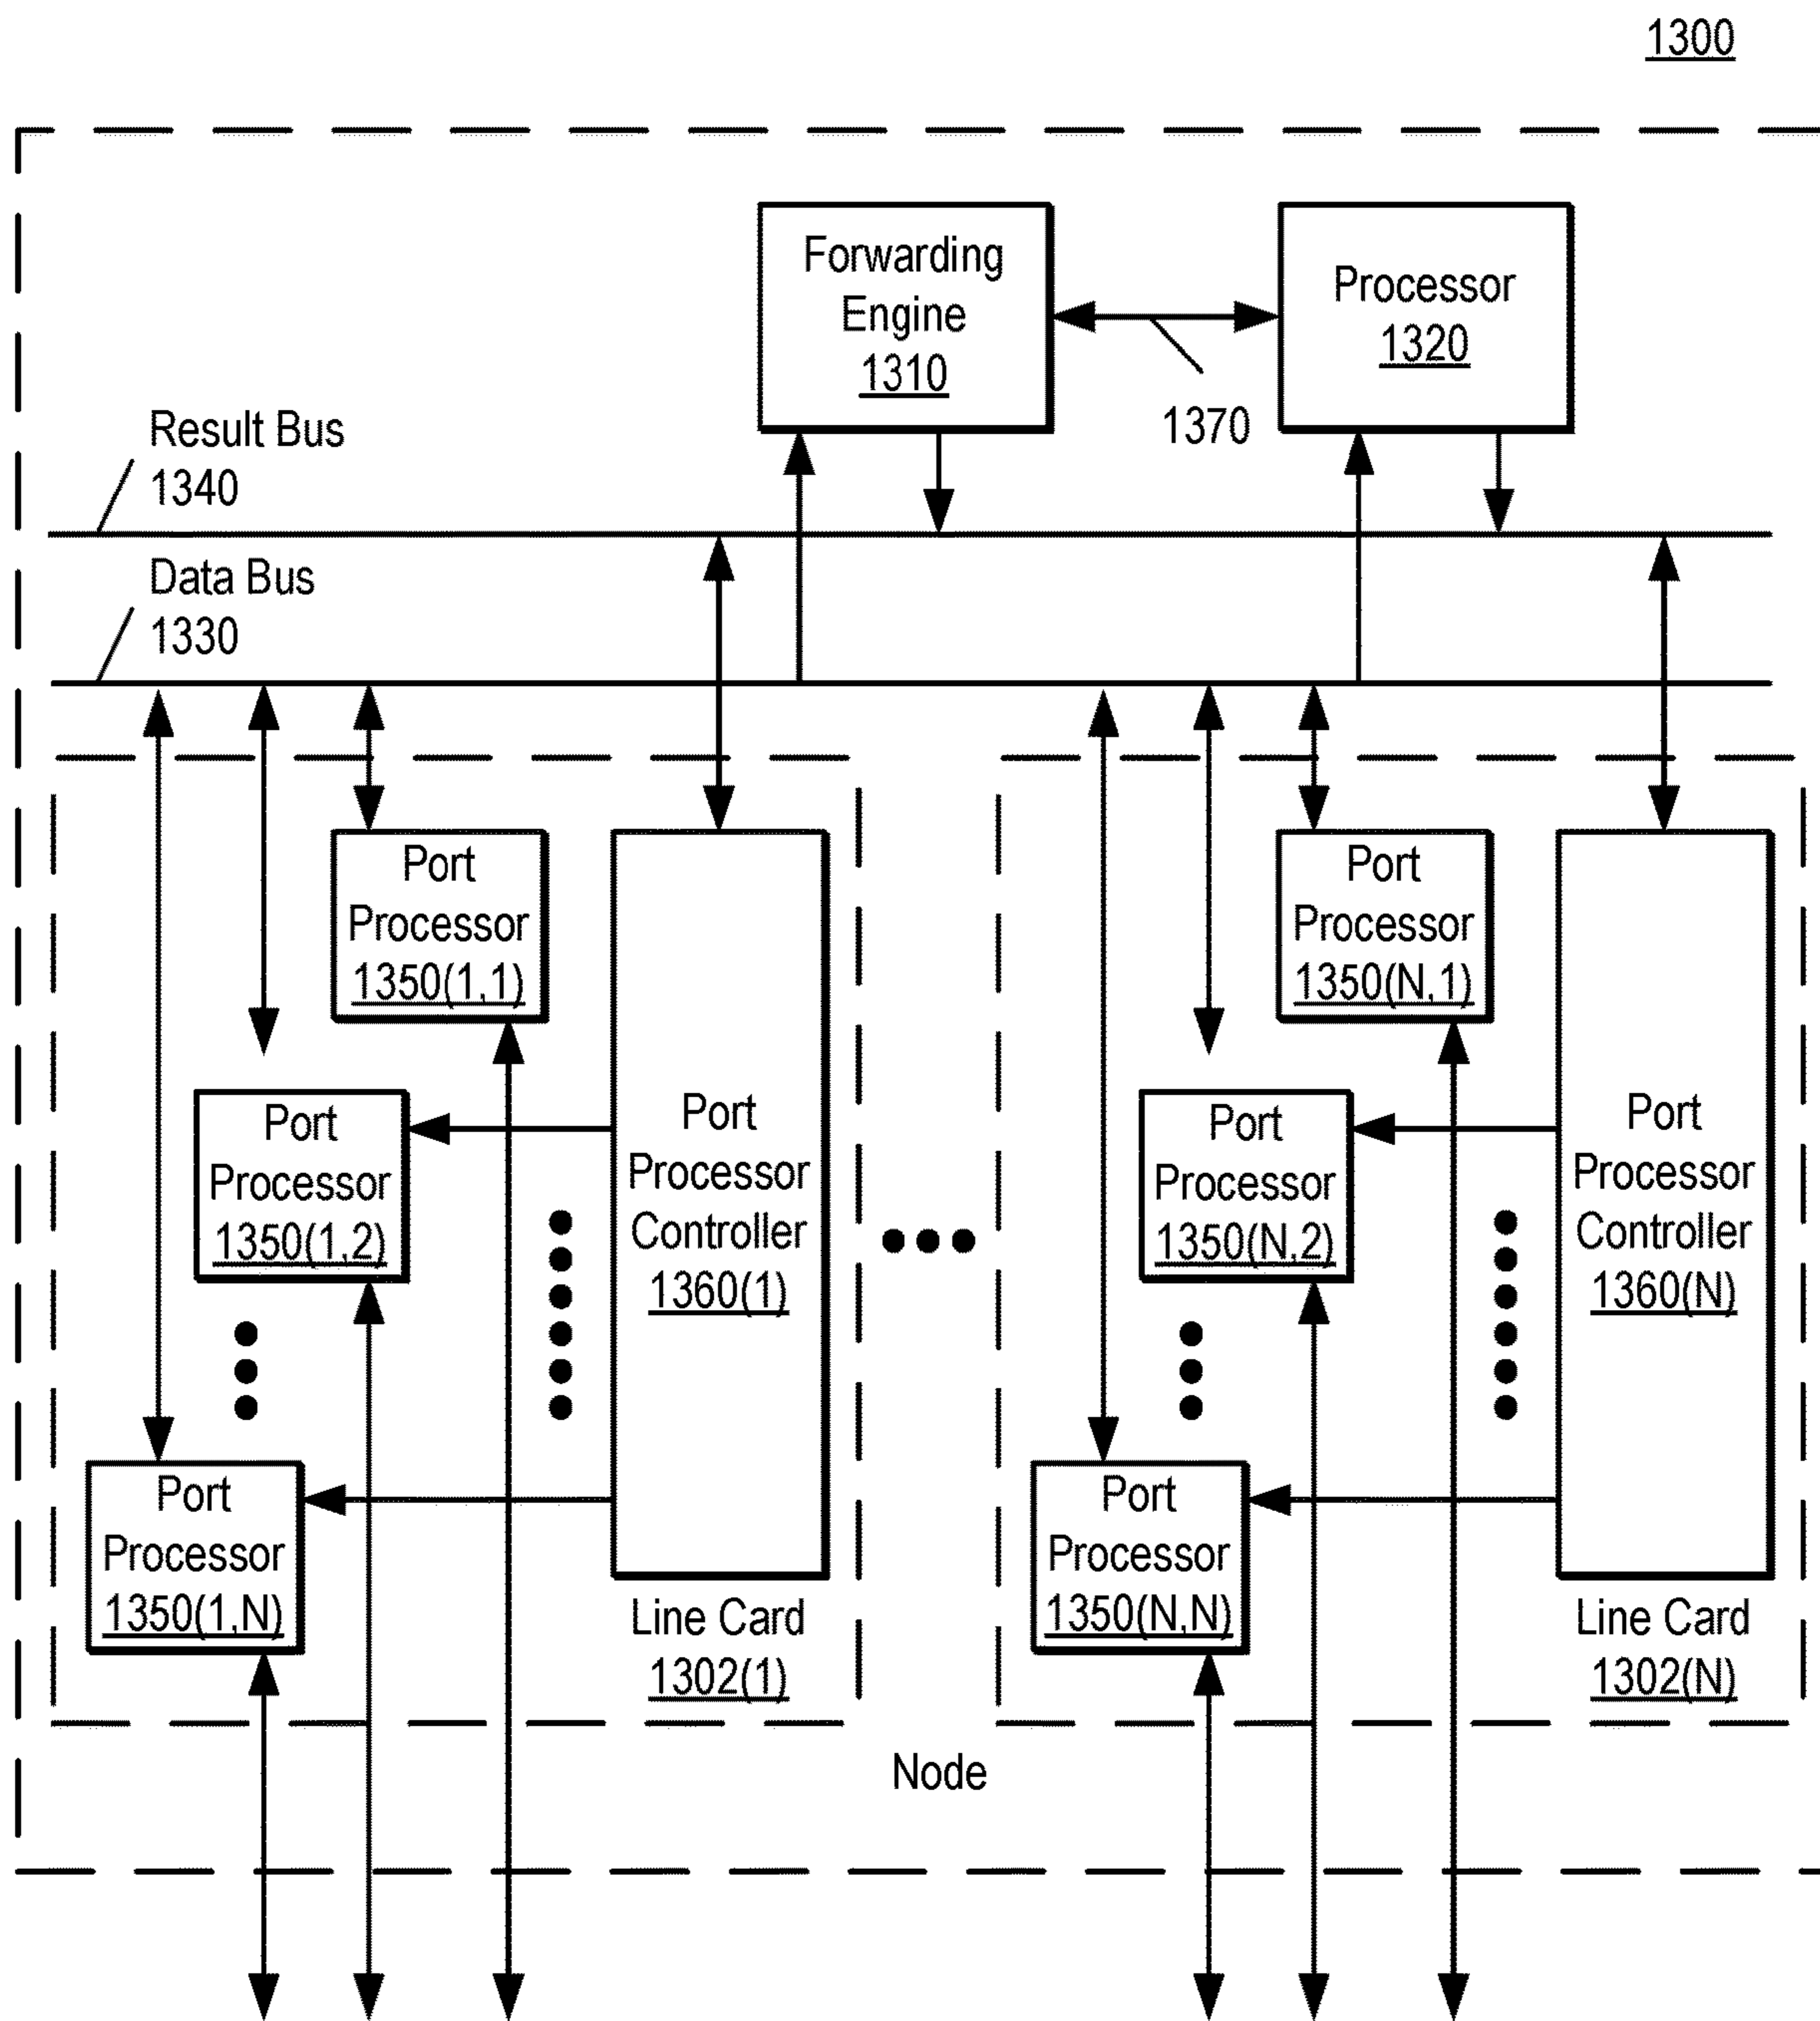 1300
Forwarding
Engine
1310
Processor
1320
1370
Result Bus
1340
Data Bus
1330
Port
Processor
1350(1,1)
Port
Processor
1350(1,2)
Port
Processor
1350(1,N)
Port
Processor
Controller
1360(1)
Line Card
1302(1)
Port
Processor
1350(N,1)
Port
Processor
1350(N,2)
Port
Processor
1350(N,N)
Port
Processor
Controller
1360(N)
Line Card
1302(N)
Node